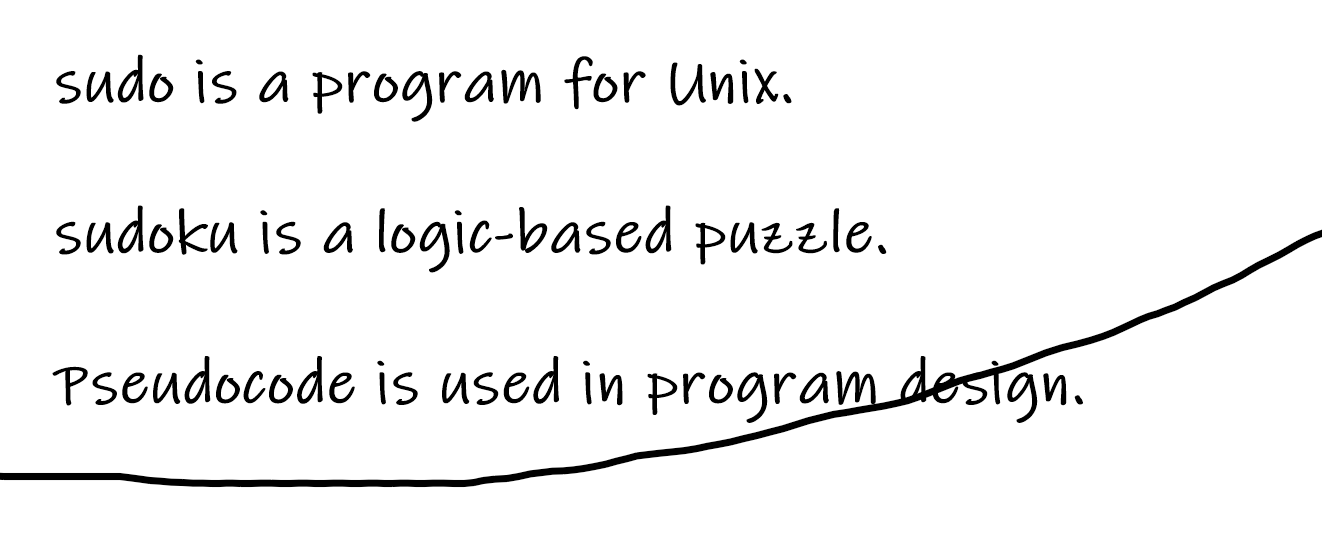 sudo is a program for Unix.
sudoku is a logic-based puzzle.
Pseudocode is used in program design.